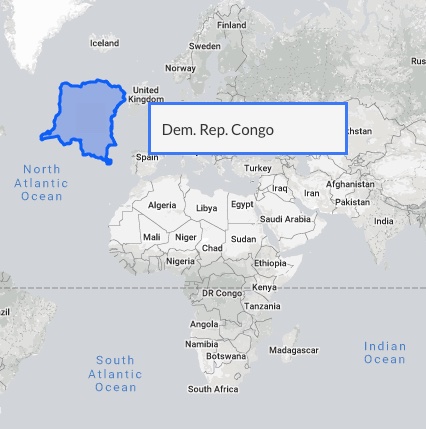 Finland
Iceland
Sweden
Russ
Norway
United
Kingdom
Dem. Rep. Congo
khstan
Spain
Turkey
North
Atlantic
Ocean
Iraq
Iran
Afghanistan
Pakistan
Algeria
Libya
Egypt
Saudi Arabia
India
Mali
Niger
Chad
Sudan
Nigeria
Ethiopia
Kenya
DR Congo
Tanzania
zil
Angola
Namibia
Botswana
Madagascar
Indian
Ocean
South
Atlantic
Ocean
South Africa